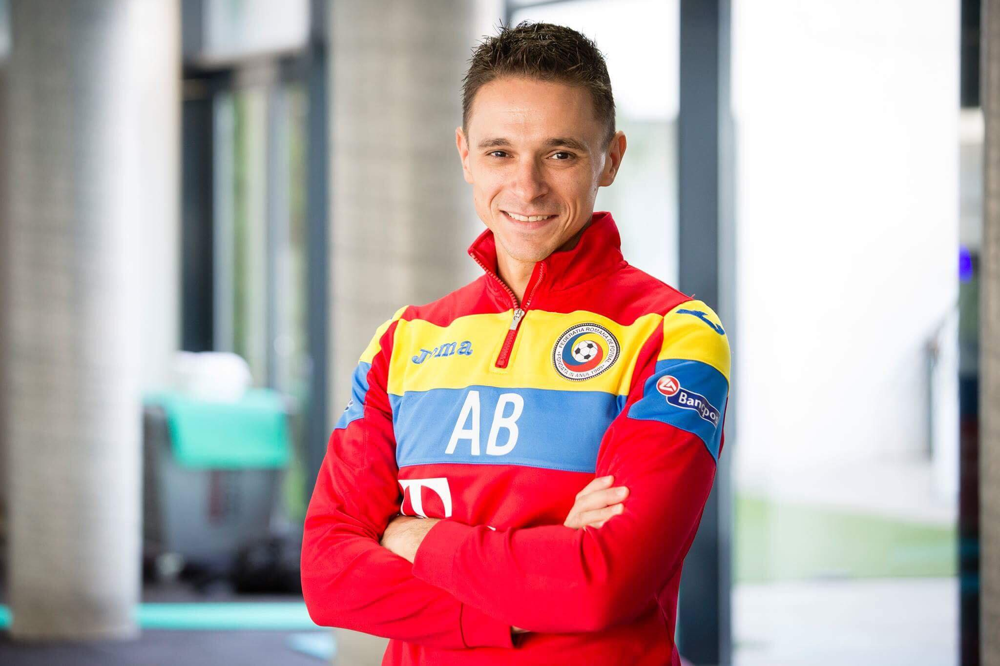 Joma
FEDERATIA ROMANA DE FOTBAL
• FONDATA IN ANUL 1909 •
AB
Bancpost
T